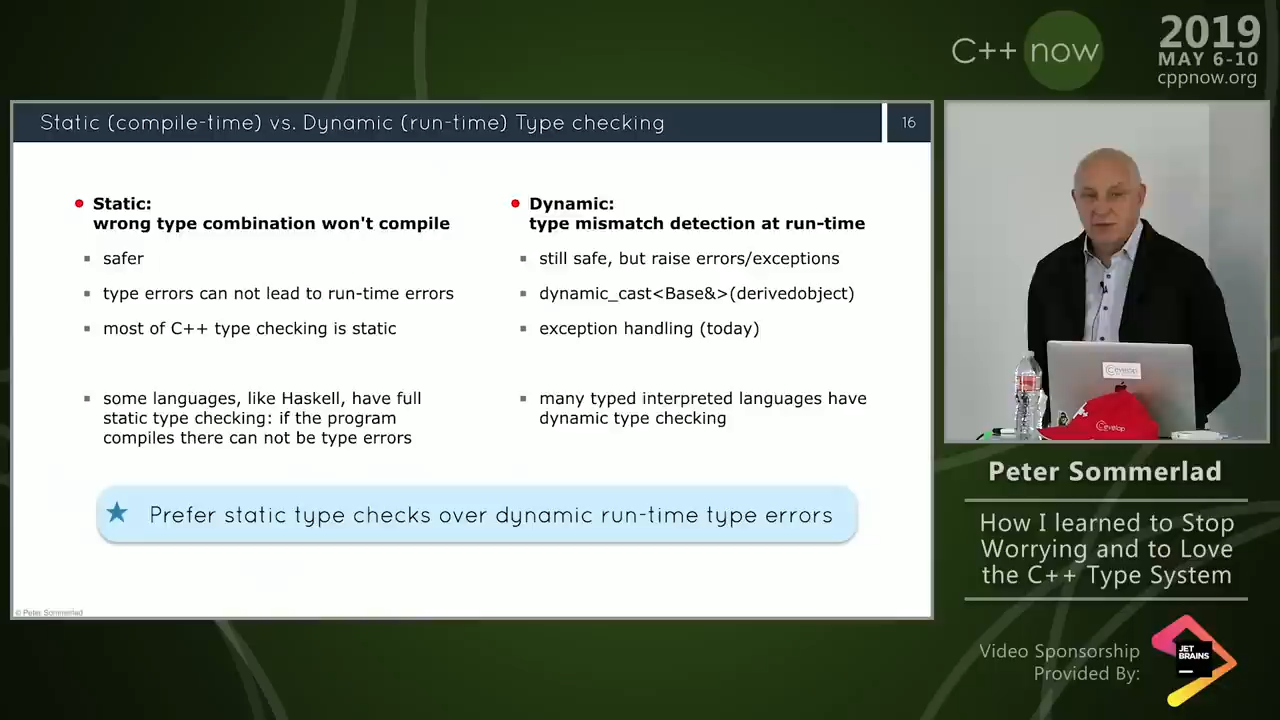 C++ now
2019
MAY 6-10
cppnow.org
Static (compile-time) vs. Dynamic (run-time) Type checking
16
Static:
wrong type combination won't compile
safer
type errors can not lead to run-time errors
most of C++ type checking is static
some languages, like Haskell, have full
static type checking: if the program
compiles there can not be type errors
Dynamic:
type mismatch detection at run-time
still safe, but raise errors/exceptions
dynamic_cast<Base&>(derivedobject)
exception handling (today)
many typed interpreted languages have
dynamic type checking
Prefer static type checks over dynamic run-time type errors
© Peter Sommerlad
Cevelop
Cevelop
Peter Sommerlad
How I learned to Stop
Worrying and to Love
the C++ Type System
Video Sponsorship
Provided By:
JET
BRAINS